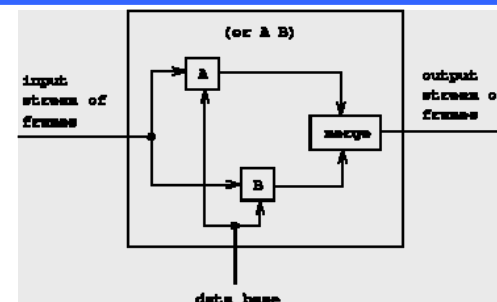 (or A B)
input
stream of
frames
A
output
stream o
frames
merge
B
data base